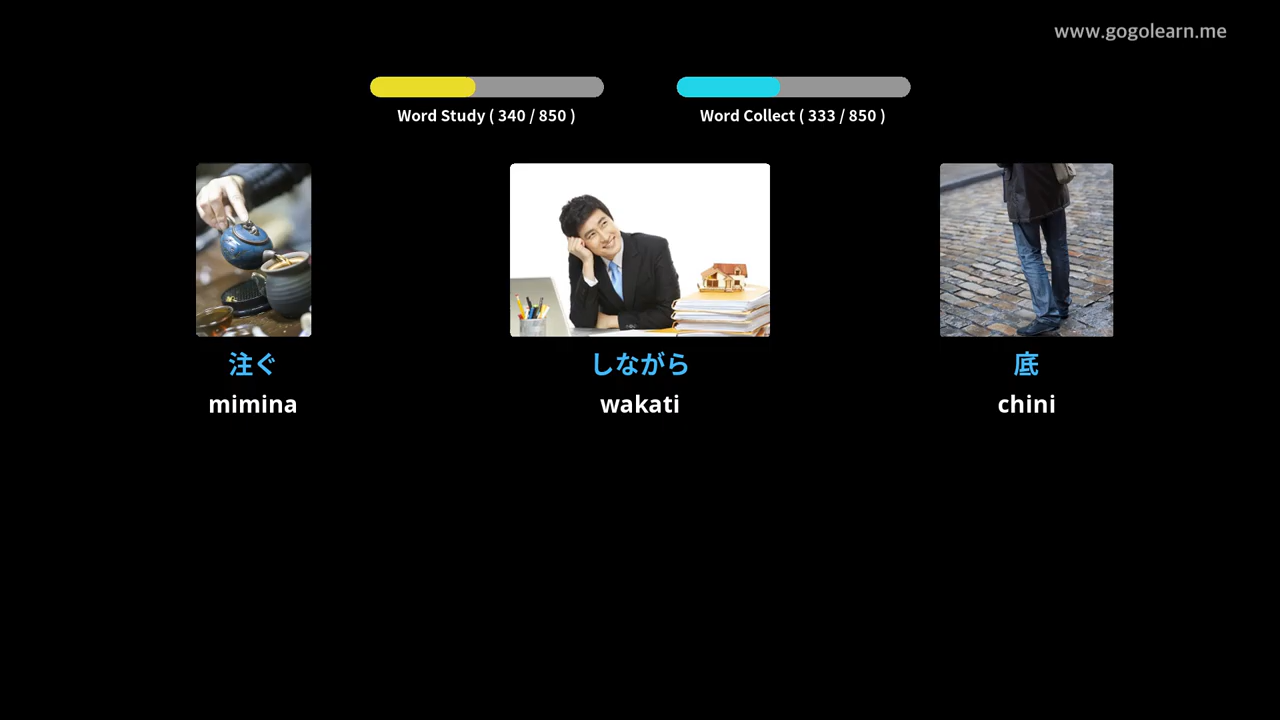 www.gogolearn.me
Word Study ( 340 / 850 )
Word Collect ( 333 / 850 )
注ぐ
mimina
しながら
wakati
底
chini